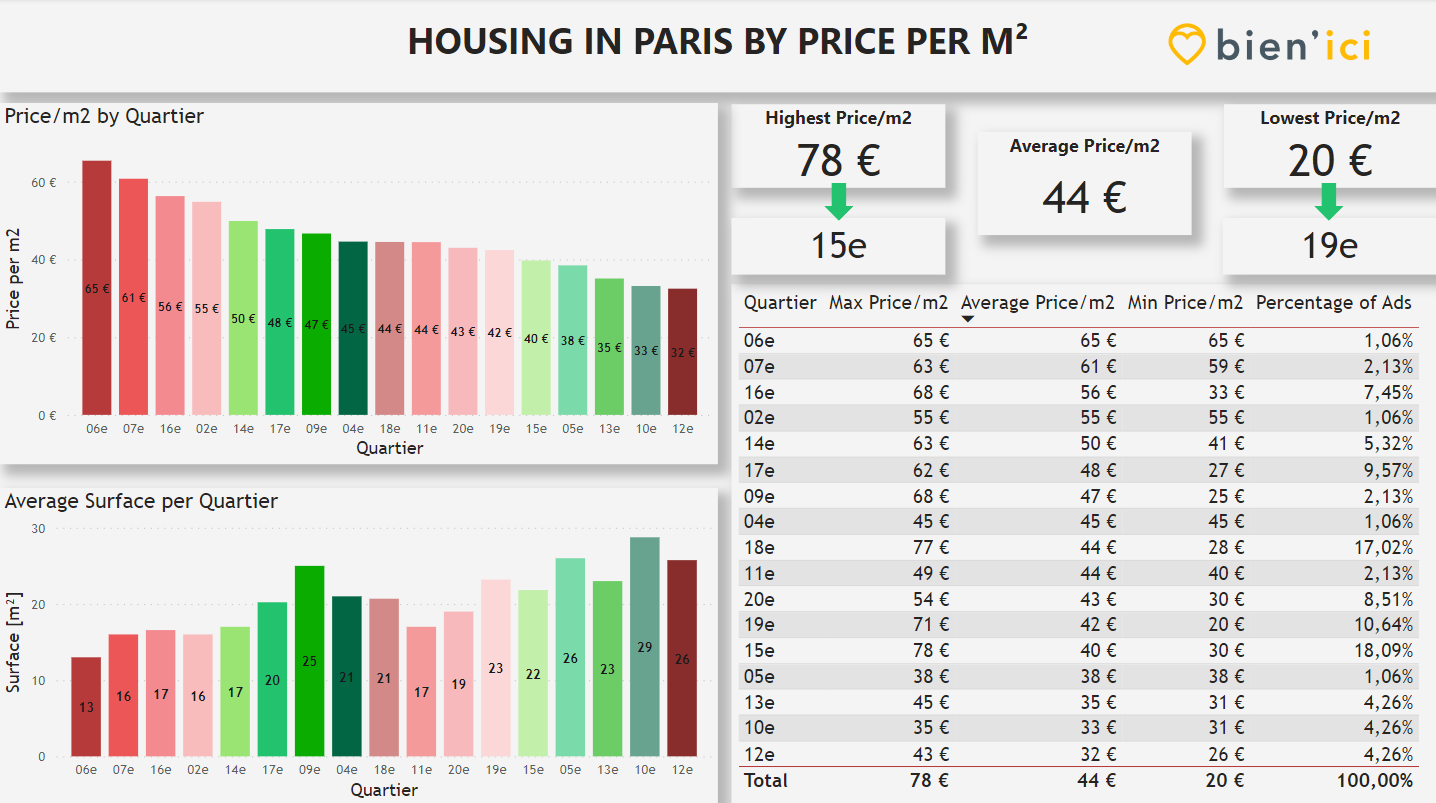 HOUSING IN PARIS BY PRICE PER M²
bien'ici
Price/m2 by Quartier
Price per m2
60 €
40 €
20 €
0 €
65 € 61 € 56 € 55 € 50 € 48 € 47 € 45 € 44 € 44 € 43 € 42 € 40 € 38 € 35 € 33 € 32 €
06e 07e 16e 02e 14e 17e 09e 04e 18e 11e 20e 19e 15e 05e 13e 10e 12e
Quartier
Average Surface per Quartier
Surface [m²]
30
20
10
0
13 16 17 16 17 20 25 21 21 17 19 23 22 26 23 29 26
06e 07e 16e 02e 14e 17e 09e 04e 18e 11e 20e 19e 15e 05e 13e 10e 12e
Quartier
Highest Price/m2
78 €
15e
Average Price/m2
44 €
Lowest Price/m2
20 €
19e
Quartier Max Price/m2 Average Price/m2 Min Price/m2 Percentage of Ads
06e 65 € 65 € 65 € 1,06%
07e 63 € 61 € 59 € 2,13%
16e 68 € 56 € 33 € 7,45%
02e 55 € 55 € 55 € 1,06%
14e 63 € 50 € 41 € 5,32%
17e 62 € 48 € 27 € 9,57%
09e 68 € 47 € 25 € 2,13%
04e 45 € 45 € 45 € 1,06%
18e 77 € 44 € 28 € 17,02%
11e 49 € 44 € 40 € 2,13%
20e 54 € 43 € 30 € 8,51%
19e 71 € 42 € 20 € 10,64%
15e 78 € 40 € 30 € 18,09%
05e 38 € 38 € 38 € 1,06%
13e 45 € 35 € 31 € 4,26%
10e 35 € 33 € 31 € 4,26%
12e 43 € 32 € 26 € 4,26%
Total 78 € 44 € 20 € 100,00%